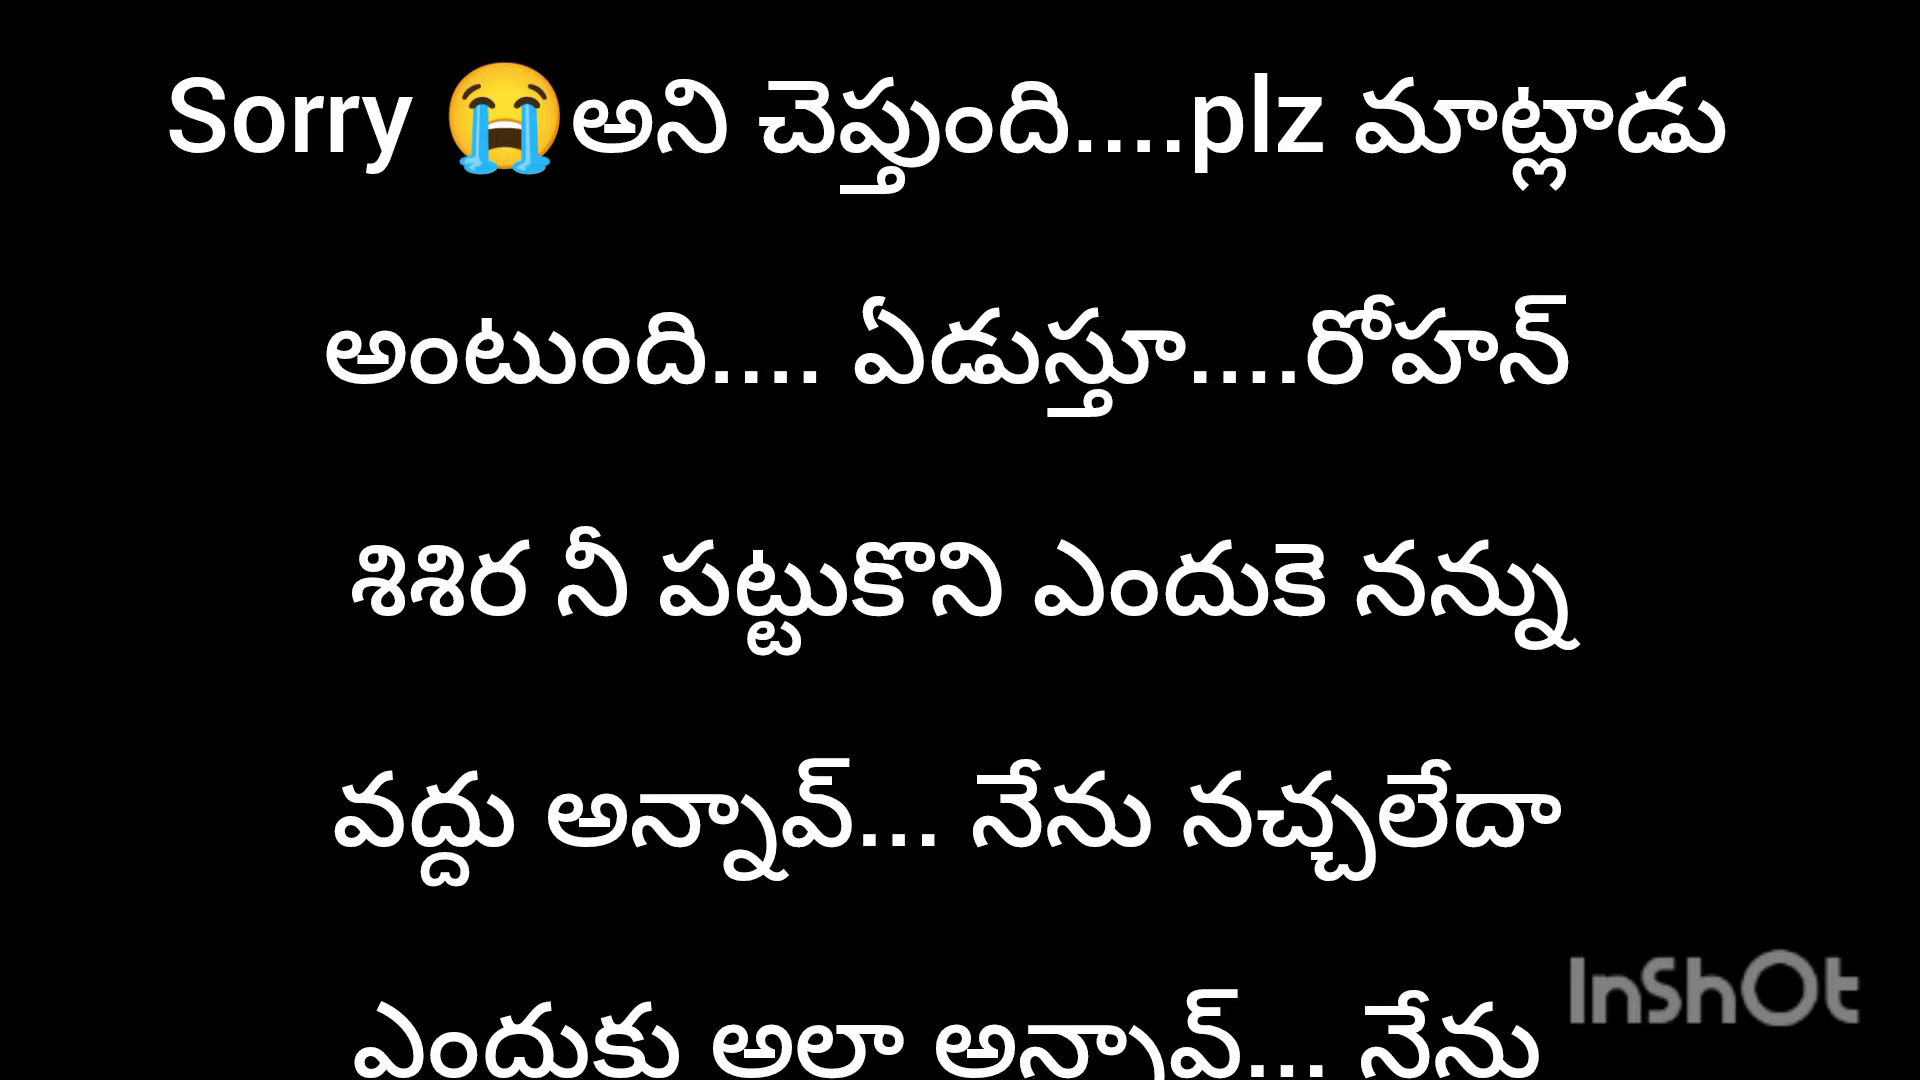 Sorry 😭అని చెప్తుంది....plz మాట్లాడు
అంటుంది.... ఏడుస్తూ....రోహన్
శిశిర నీ పట్టుకొని ఎందుకె నన్ను
వద్దు అన్నావ్... నేను నచ్చలేదా
ఎందుకు అలా అన్నావ్... నేను
InShOt